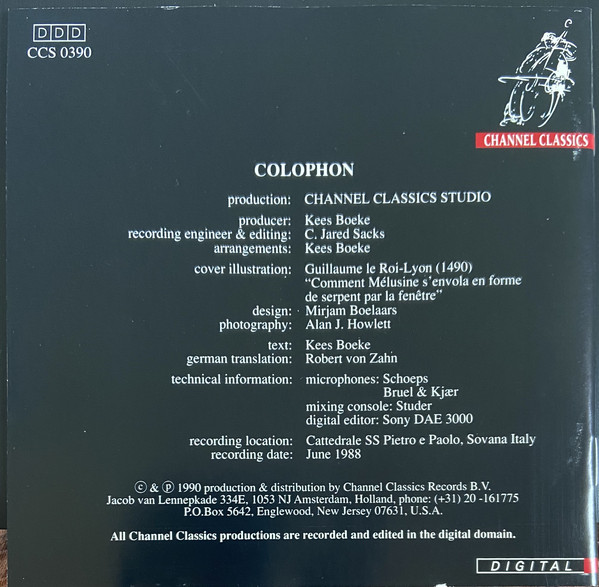 DDD
CCS 0390
CHANNEL CLASSICS
COLOPHON
production: CHANNEL CLASSICS STUDIO
producer: Kees Boeke
recording engineer & editing: C. Jared Sacks
arrangements: Kees Boeke
cover illustration: Guillaume le Roi-Lyon (1490)
“Comment Mélusine s’envola en forme
de serpent par la fenêtre”
design: Mirjam Boelaars
photography: Alan J. Howlett
text: Kees Boeke
german translation: Robert von Zahn
technical information: microphones: Schoeps
Bruel & Kjær
mixing console: Studer
digital editor: Sony DAE 3000
recording location: Cattedrale SS Pietro e Paolo, Sovana Italy
recording date: June 1988
© & ℗ 1990 production & distribution by Channel Classics Records B.V.
Jacob van Lennepkade 334E, 1053 NJ Amsterdam, Holland, phone: (+31) 20 -161775
P.O.Box 5642, Englewood, New Jersey 07631, U.S.A.
All Channel Classics productions are recorded and edited in the digital domain.
DIGITAL